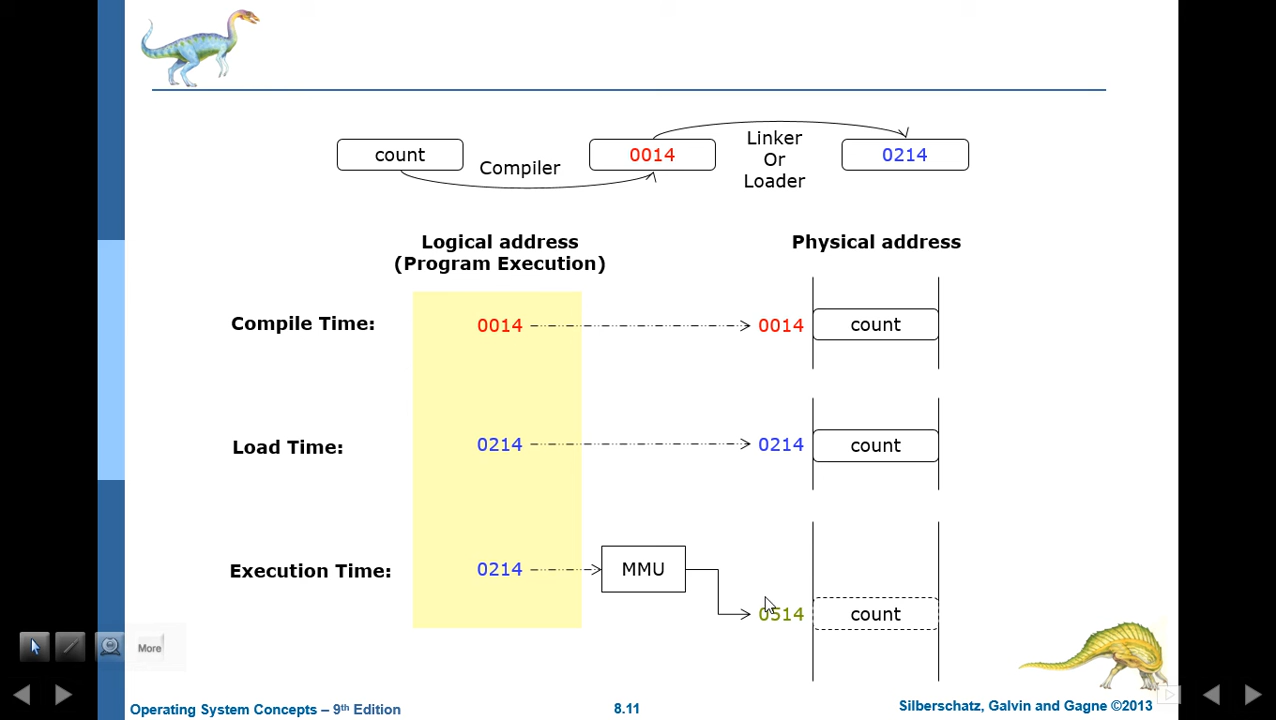 count
Compiler
0014
Linker
Or
Loader
0214
Logical address
(Program Execution)
Physical address
Compile Time:
0014
0014
count
Load Time:
0214
0214
count
Execution Time:
0214
MMU
0514
count
More
Operating System Concepts – 9th Edition
8.11
Silberschatz, Galvin and Gagne ©2013